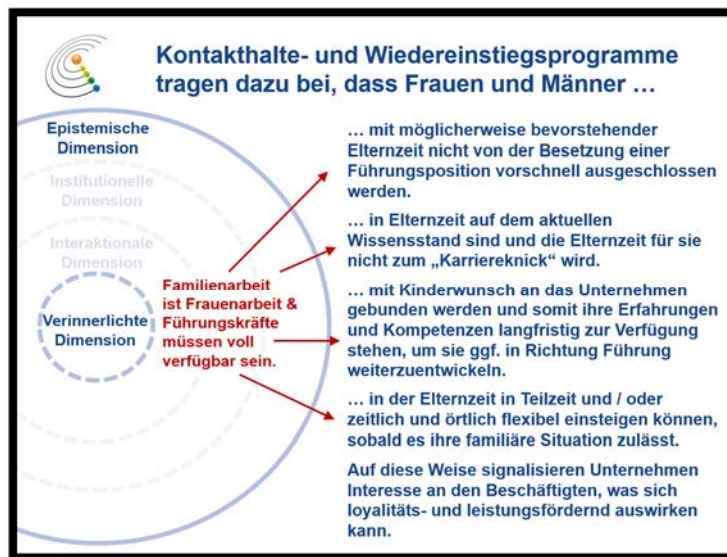 Kontakthalte- und Wiedereinstiegsprogramme
tragen dazu bei, dass Frauen und Männer …
Epistemische
Dimension
Institutionelle
Dimension
Interaktionale
Dimension
Verinnerlichte
Dimension
Familienarbeit
ist Frauenarbeit &
Führungskräfte
müssen voll
verfügbar sein.
… mit möglicherweise bevorstehender
Elternzeit nicht von der Besetzung einer
Führungsposition vorschnell ausgeschlossen
werden.
… in Elternzeit auf dem aktuellen
Wissensstand sind und die Elternzeit für sie
nicht zum „Karriereknick“ wird.
… mit Kinderwunsch an das Unternehmen
gebunden werden und somit ihre Erfahrungen
und Kompetenzen langfristig zur Verfügung
stehen, um sie ggf. in Richtung Führung
weiterzuentwickeln.
… in der Elternzeit in Teilzeit und / oder
zeitlich und örtlich flexibel einsteigen können,
sobald es ihre familiäre Situation zulässt.
Auf diese Weise signalisieren Unternehmen
Interesse an den Beschäftigten, was sich
loyalitäts- und leistungsfördernd auswirken
kann.